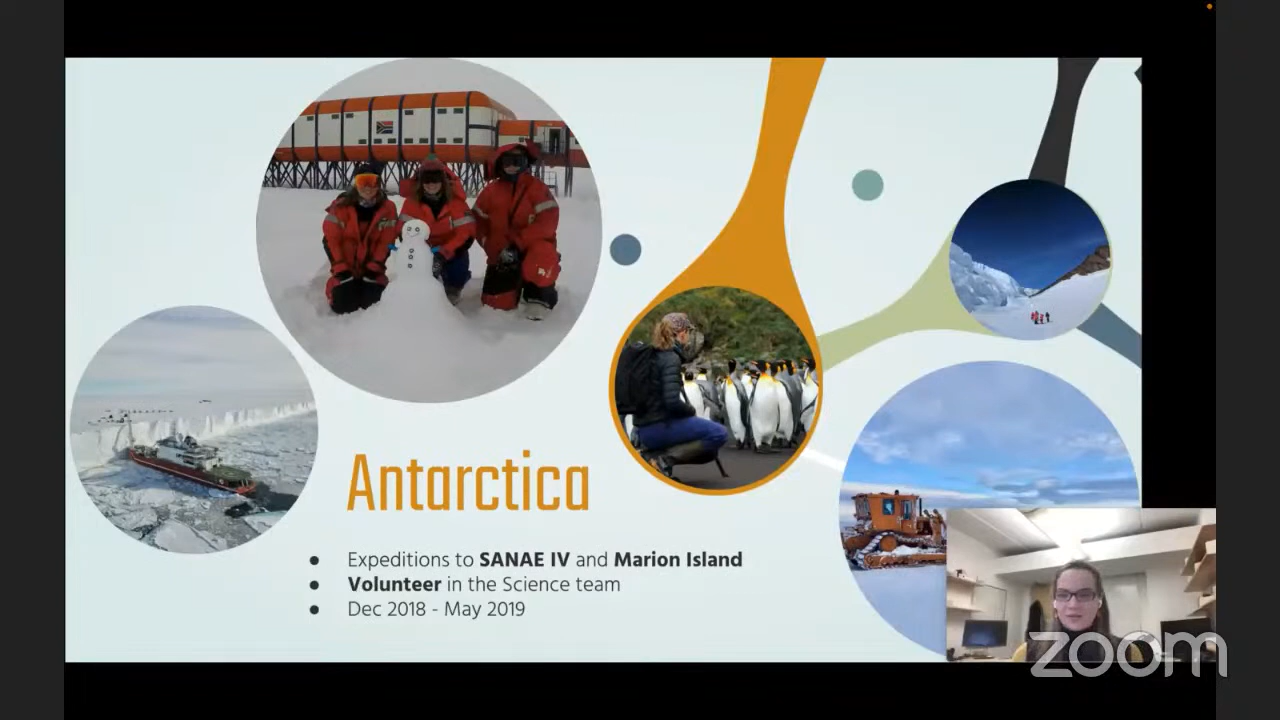 Antarctica
● Expeditions to SANAE IV and Marion Island
● Volunteer in the Science team
● Dec 2018 - May 2019
zoom